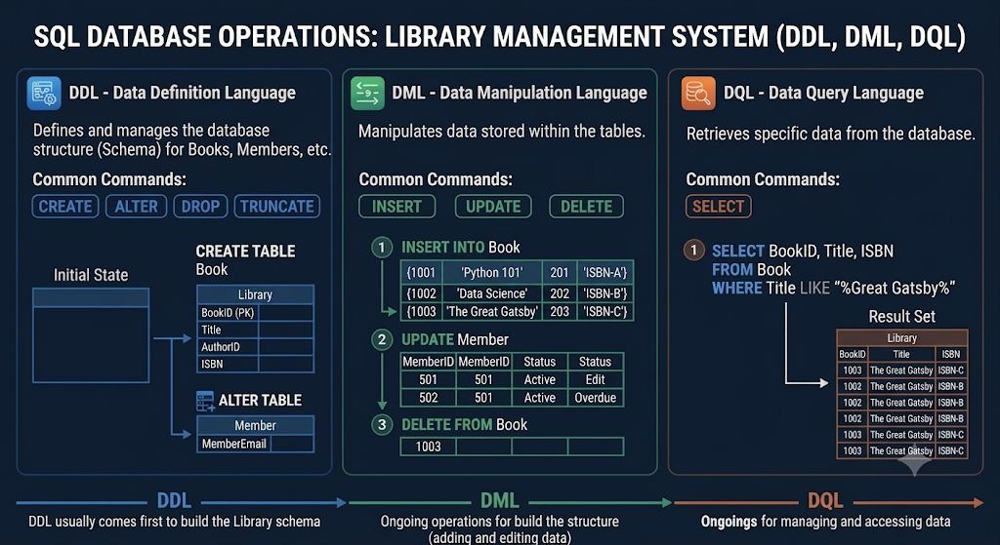 SQL DATABASE OPERATIONS: LIBRARY MANAGEMENT SYSTEM (DDL, DML, DQL)
DDL - Data Definition Language
Defines and manages the database
structure (Schema) for Books, Members, etc.
Common Commands:
CREATE ALTER DROP TRUNCATE
Initial State
CREATE TABLE
Book
Library
BookID (PK)
Title
AuthorID
ISBN
ALTER TABLE
Member
MemberEmail
DML - Data Manipulation Language
Manipulates data stored within the tables.
Common Commands:
INSERT UPDATE DELETE
1 INSERT INTO Book
{1001 'Python 101' 201 'ISBN-A'}
{1002 'Data Science' 202 'ISBN-B'}
{1003 'The Great Gatsby' 203 'ISBN-C'}
2 UPDATE Member
MemberID MemberID Status Status
501 501 Active Edit
502 501 Active Overdue
3 DELETE FROM Book
1003
DQL - Data Query Language
Retrieves specific data from the database.
Common Commands:
SELECT
1 SELECT BookID, Title, ISBN
FROM Book
WHERE Title LIKE “%Great Gatsby%”
Result Set
Library
BookID Title ISBN
1003 The Great Gastby ISBN-C
1002 The Great Gastby ISBN-B
1002 The Great Gastby ISBN-B
1002 The Great Gastby ISBN-B
1003 The Great Gastby ISBN-C
1003 The Great Gastby ISBN-C
DDL
DDL usually comes first to build the Library schema
DML
Ongoing operations for build the structure
(adding and editing data)
DQL
Ongoings for managing and accessing data